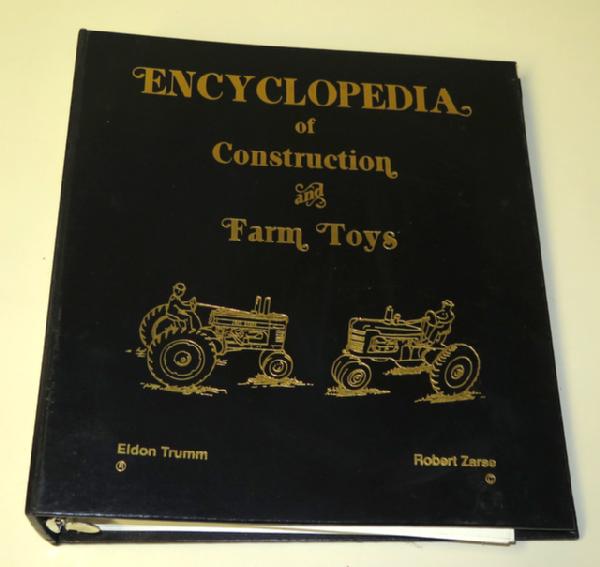 ENCYCLOPEDIA
of
Construction
and
Farm Toys
Eldon Trumm
Robert Zarse